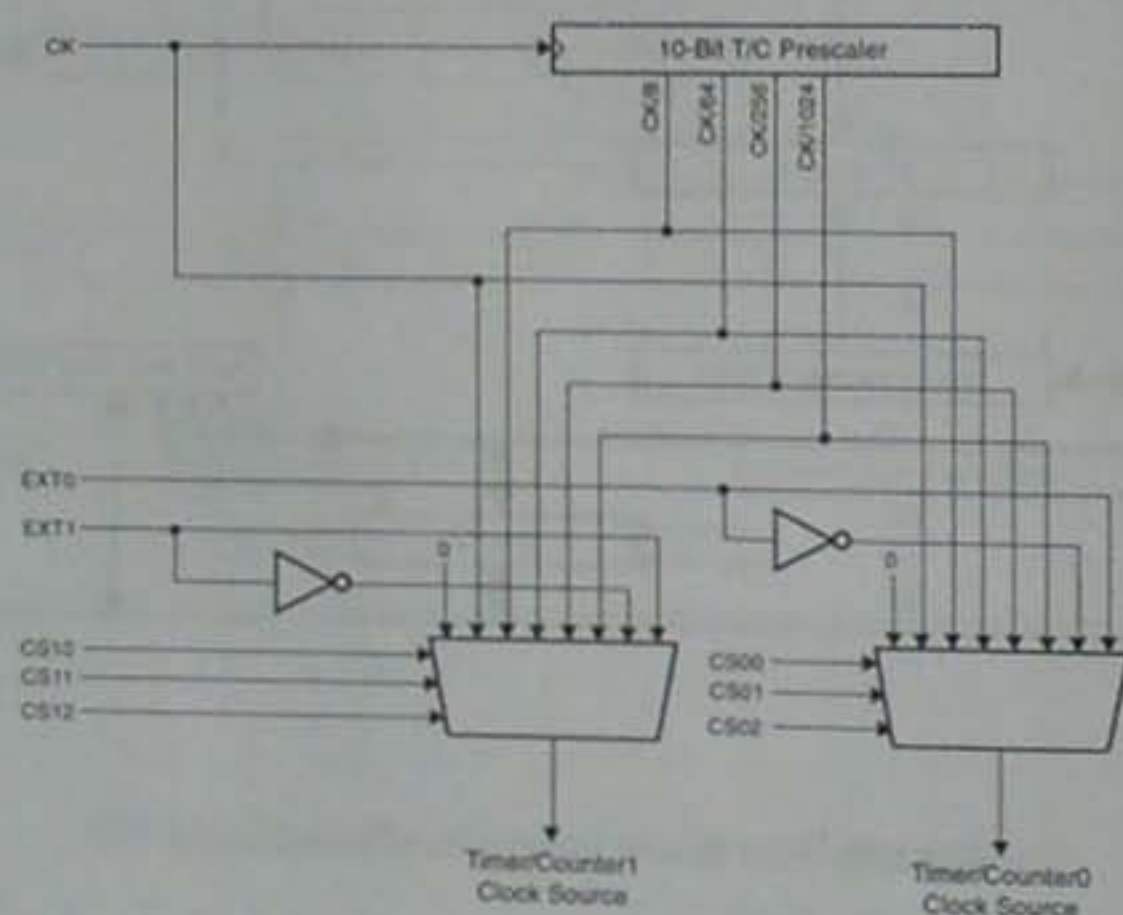 CK
10-Bit T/C Prescaler
CK/8
CK/64
CK/256
CK/1024
EXT0
EXT1
0
0
CS10
CS11
CS12
CS00
CS01
CS02
Timer/Counter1
Clock Source
Timer/Counter0
Clock Source